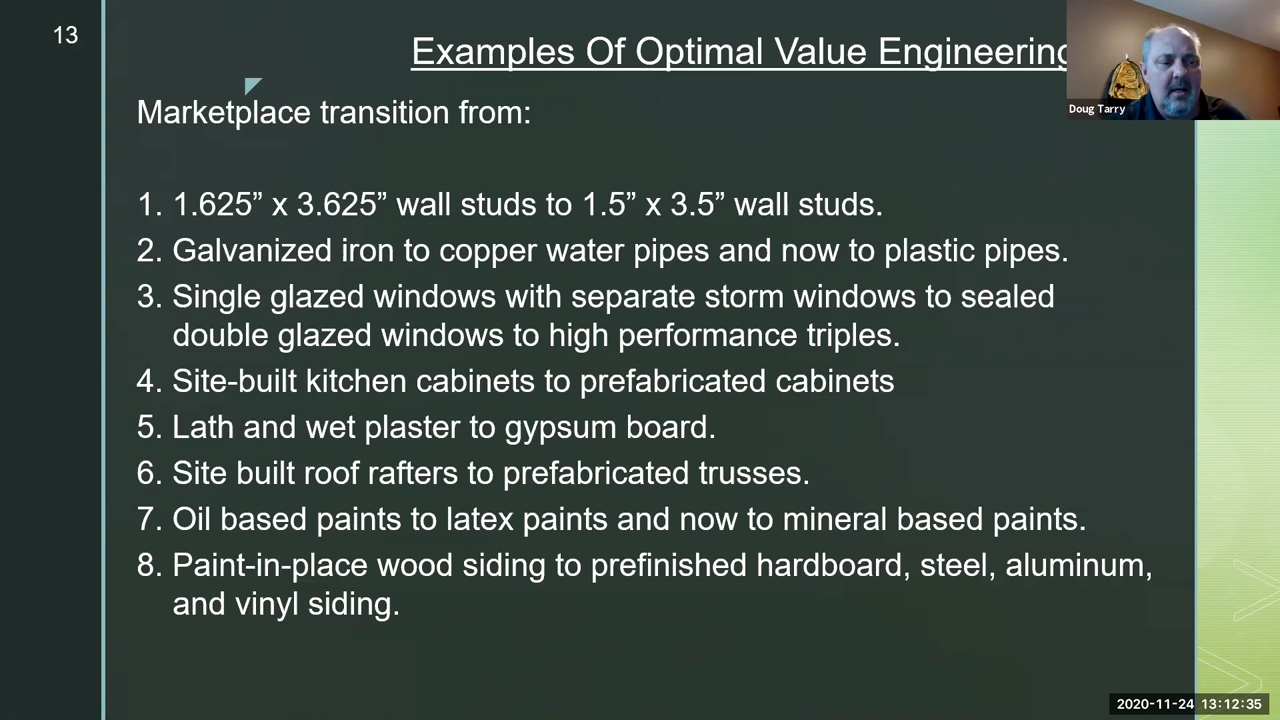 13
Examples Of Optimal Value Engineering
Doug Tarry
Marketplace transition from:
1. 1.625” x 3.625” wall studs to 1.5” x 3.5” wall studs.
2. Galvanized iron to copper water pipes and now to plastic pipes.
3. Single glazed windows with separate storm windows to sealed
double glazed windows to high performance triples.
4. Site-built kitchen cabinets to prefabricated cabinets
5. Lath and wet plaster to gypsum board.
6. Site built roof rafters to prefabricated trusses.
7. Oil based paints to latex paints and now to mineral based paints.
8. Paint-in-place wood siding to prefinished hardboard, steel, aluminum,
and vinyl siding.
2020-11-24 13:12:35